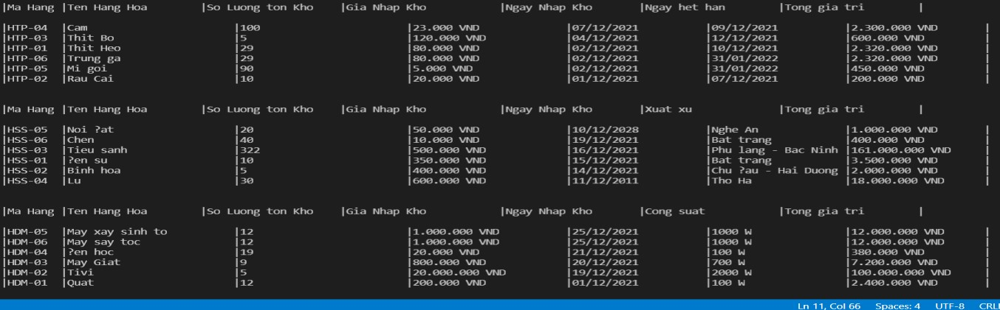 |Ma Hang |Ten Hang Hoa |So Luong ton Kho |Gia Nhap Kho |Ngay Nhap Kho |Ngay het han |Tong gia tri |
|HTP-04 |Cam |100 |23.000 VND |07/12/2021 |09/12/2021 |2.300.000 VND |
|HTP-03 |Thit Bo |5 |120.000 VND |04/12/2021 |12/12/2021 |600.000 VND |
|HTP-01 |Thit Heo |29 |80.000 VND |02/12/2021 |10/12/2021 |2.320.000 VND |
|HTP-06 |Trung ga |29 |80.000 VND |02/12/2021 |31/01/2022 |2.320.000 VND |
|HTP-05 |Mi goi |90 |5.000 VND |02/12/2021 |31/01/2022 |450.000 VND |
|HTP-02 |Rau Cai |10 |20.000 VND |01/12/2021 |07/12/2021 |200.000 VND |
|Ma Hang |Ten Hang Hoa |So Luong ton Kho |Gia Nhap Kho |Ngay Nhap Kho |Xuat xu |Tong gia tri |
|HSS-05 |Noi ?at |20 |50.000 VND |10/12/2028 |Nghe An |1.000.000 VND |
|HSS-06 |Chen |40 |10.000 VND |19/12/2021 |Bat trang |400.000 VND |
|HSS-03 |Tieu sanh |322 |500.000 VND |16/12/2021 |Phu lang - Bac Ninh |161.000.000 VND |
|HSS-01 |?en su |10 |350.000 VND |15/12/2021 |Bat trang |3.500.000 VND |
|HSS-02 |Binh hoa |5 |400.000 VND |14/12/2021 |Chu ?au - Hai Duong |2.000.000 VND |
|HSS-04 |Lu |30 |600.000 VND |11/12/2011 |Tho Ha |18.000.000 VND |
|Ma Hang |Ten Hang Hoa |So Luong ton Kho |Gia Nhap Kho |Ngay Nhap Kho |Cong suat |Tong gia tri |
|HDM-05 |May xay sinh to |12 |1.000.000 VND |25/12/2021 |1000 W |12.000.000 VND |
|HDM-06 |May say toc |12 |1.000.000 VND |25/12/2021 |1000 W |12.000.000 VND |
|HDM-04 |?en hoc |19 |20.000 VND |21/12/2021 |100 W |380.000 VND |
|HDM-03 |May Giat |9 |800.000 VND |20/12/2021 |700 W |7.200.000 VND |
|HDM-02 |Tivi |5 |20.000.000 VND |19/12/2021 |2000 W |100.000.000 VND |
|HDM-01 |Quat |12 |200.000 VND |01/12/2021 |100 W |2.400.000 VND |
Ln 11, Col 66 Spaces: 4 UTF-8 CRL